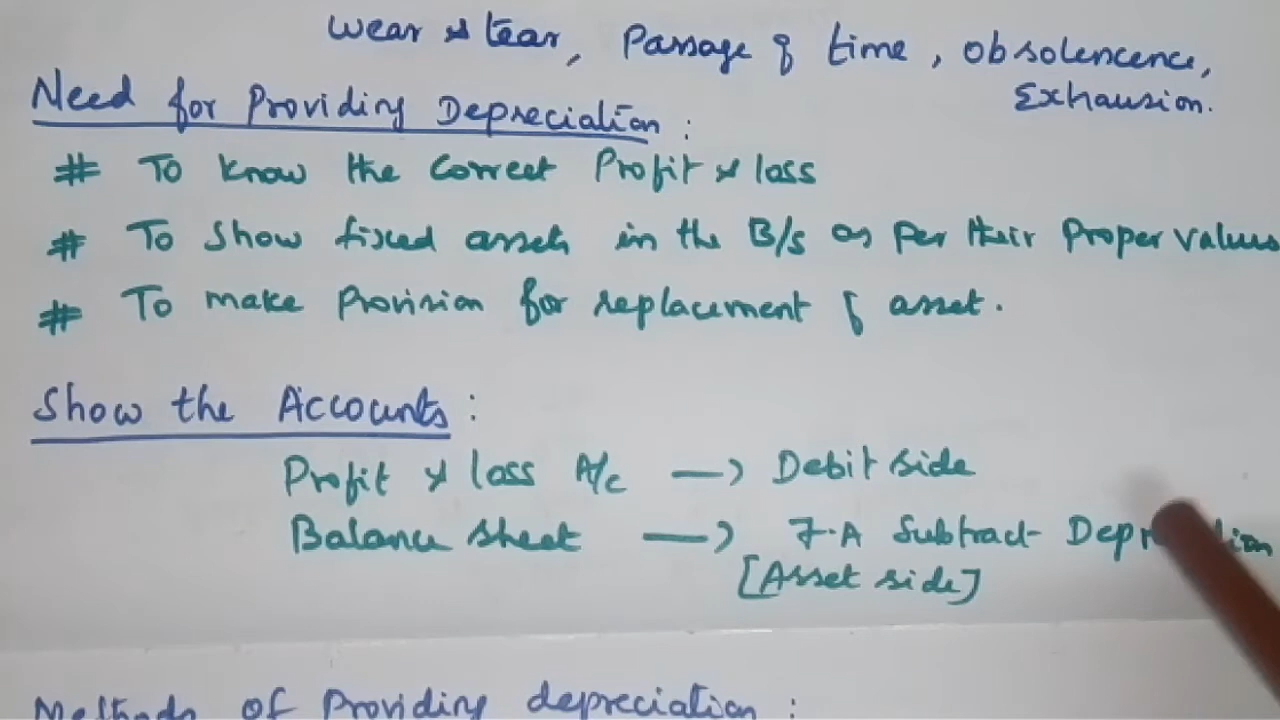 Wear & tear, Passage of time, Obsolencence,
Exhausion.
Need for Providing Depreciation:
# To know the correct Profit & loss
# To show fixed assets in the B/s as per their Proper values
# To make Provision for replacement of asset.
Show the Accounts:
Profit & loss A/c → Debit side
Balance sheet → F.A Subtract
[Asset side]
Methods of Providing depreciation: